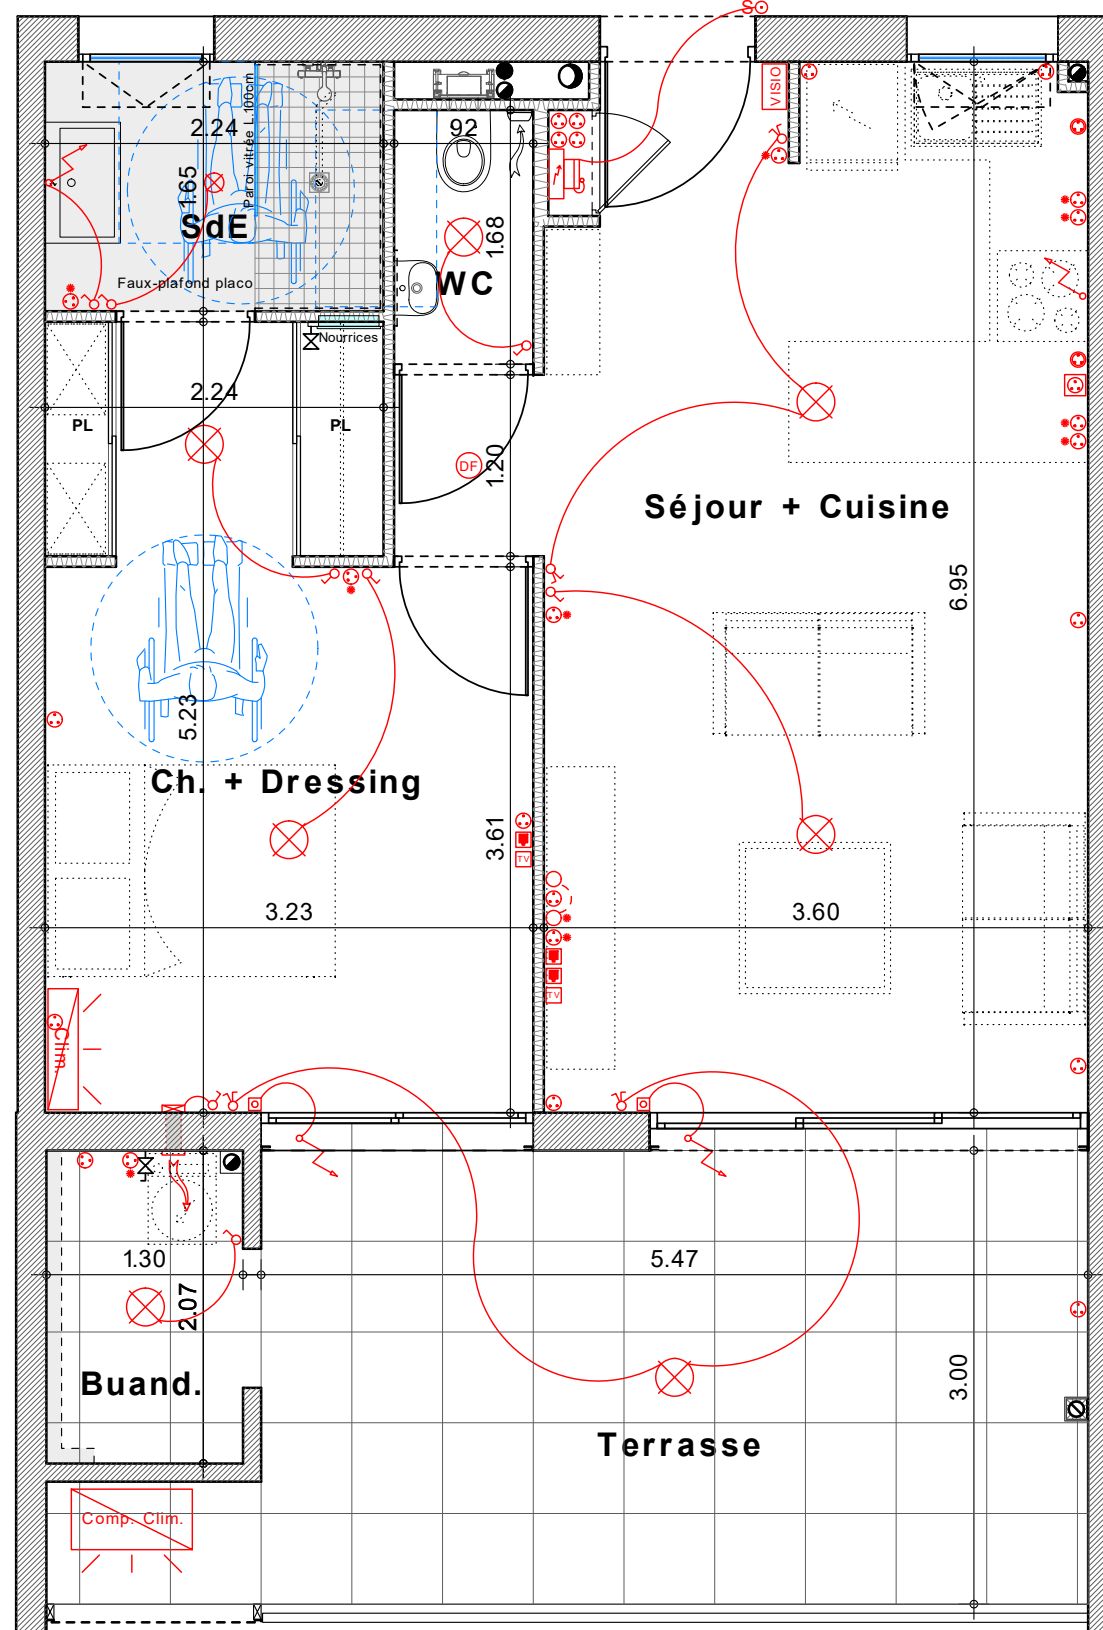 S
VISIO
2.24
Paroi vitrée L.100cm
92
1.65
SdE
1.68
WC
Faux-plafond placo
Nourrices
2.24
PL
PL
DF
1.20
Séjour + Cuisine
6.95
5.23
Ch. + Dressing
3.61
TV
3.23
3.60
TV
Clim.
1.30
5.47
2.07
3.00
Buand.
Terrasse
Comp. Clim.